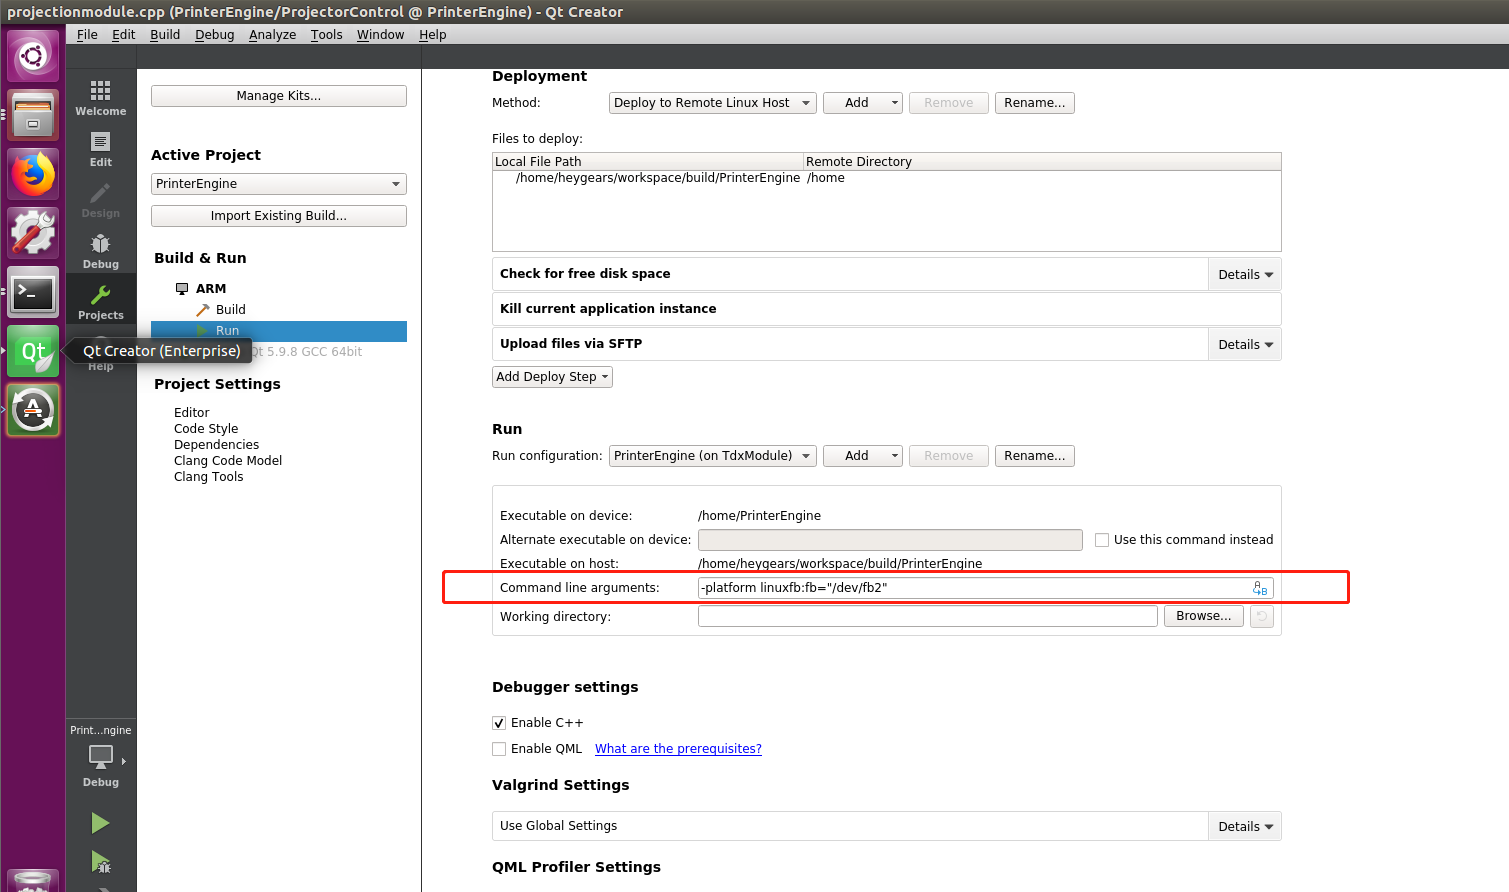 projectionmodule.cpp (PrinterEngine/ProjectorControl @ PrinterEngine) - Qt Creator
File Edit Build Debug Analyze Tools Window Help
Welcome
Edit
Design
Debug
Projects
Help
Qt Creator (Enterprise)
Print...ngine
Debug
Manage Kits...
Active Project
PrinterEngine
Import Existing Build...
Build & Run
ARM
Build
Run
Qt 5.9.8 GCC 64bit
Project Settings
Editor
Code Style
Dependencies
Clang Code Model
Clang Tools
Deployment
Method: Deploy to Remote Linux Host Add Remove Rename...
Files to deploy:
Local File Path Remote Directory
/home/heygears/workspace/build/PrinterEngine /home
Check for free disk space Details
Kill current application instance
Upload files via SFTP Details
Add Deploy Step
Run
Run configuration: PrinterEngine (on TdxModule) Add Remove Rename...
Executable on device: /home/PrinterEngine
Alternate executable on device: Use this command instead
Executable on host: /home/heygears/workspace/build/PrinterEngine
Command line arguments: -platform linuxfb:fb="/dev/fb2"
Working directory: Browse...
Debugger settings
Enable C++
Enable QML What are the prerequisites?
Valgrind Settings
Use Global Settings Details
QML Profiler Settings